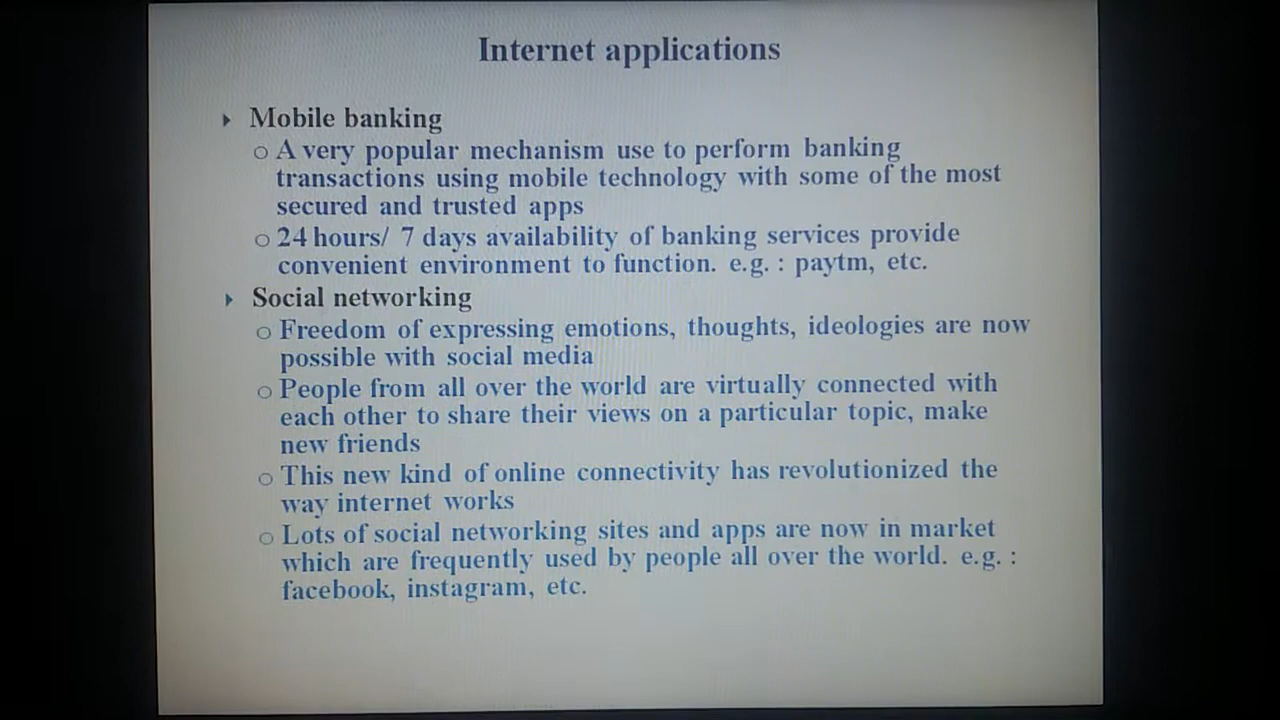 Internet applications
Mobile banking
A very popular mechanism use to perform banking
transactions using mobile technology with some of the most
secured and trusted apps
24 hours/ 7 days availability of banking services provide
convenient environment to function. e.g. : paytm, etc.
Social networking
Freedom of expressing emotions, thoughts, ideologies are now
possible with social media
People from all over the world are virtually connected with
each other to share their views on a particular topic, make
new friends
This new kind of online connectivity has revolutionized the
way internet works
Lots of social networking sites and apps are now in market
which are frequently used by people all over the world. e.g. :
facebook, instagram, etc.